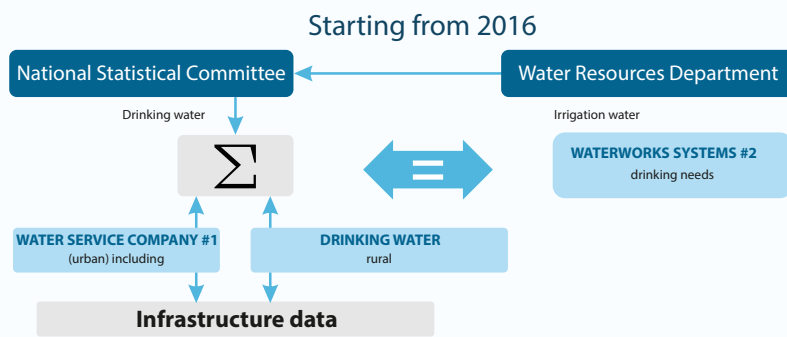 Starting from 2016
National Statistical Committee
Water Resources Department
Drinking water
Irrigation water
Σ
=
WATERWORKS SYSTEMS #2
drinking needs
WATER SERVICE COMPANY #1
(urban) including
DRINKING WATER
rural
Infrastructure data